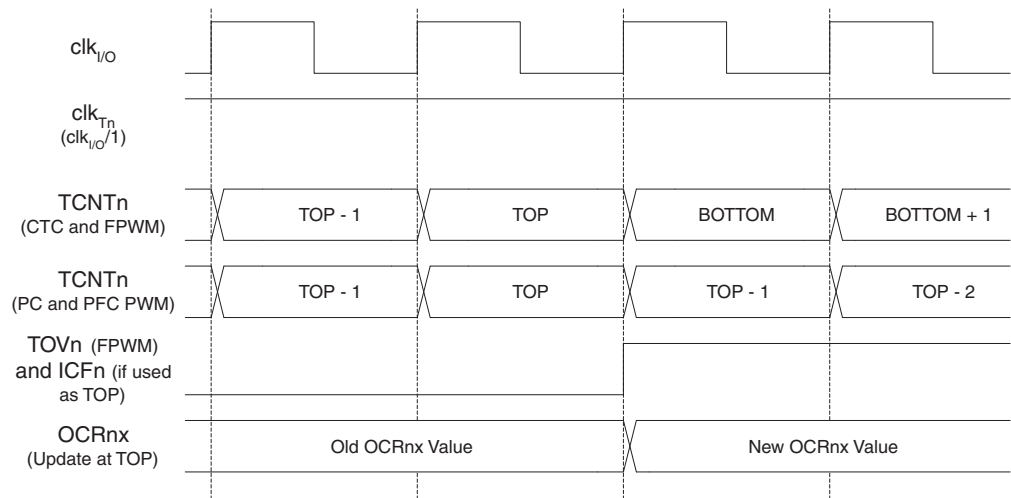 clkI/O
clkTn
(clkI/O/1)
TCNTn
(CTC and FPWM)
TOP - 1
TOP
BOTTOM
BOTTOM + 1
TCNTn
(PC and PFC PWM)
TOP - 1
TOP
TOP - 1
TOP - 2
TOVn (FPWM)
and ICFn (if used
as TOP)
OCRnx
(Update at TOP)
Old OCRnx Value
New OCRnx Value